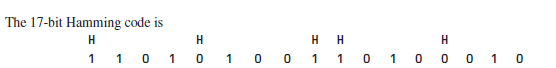 The 17-bit Hamming code is
H H H H H
1 1 0 1 0 1 0 0 1 1 0 1 0 0 0 1 0